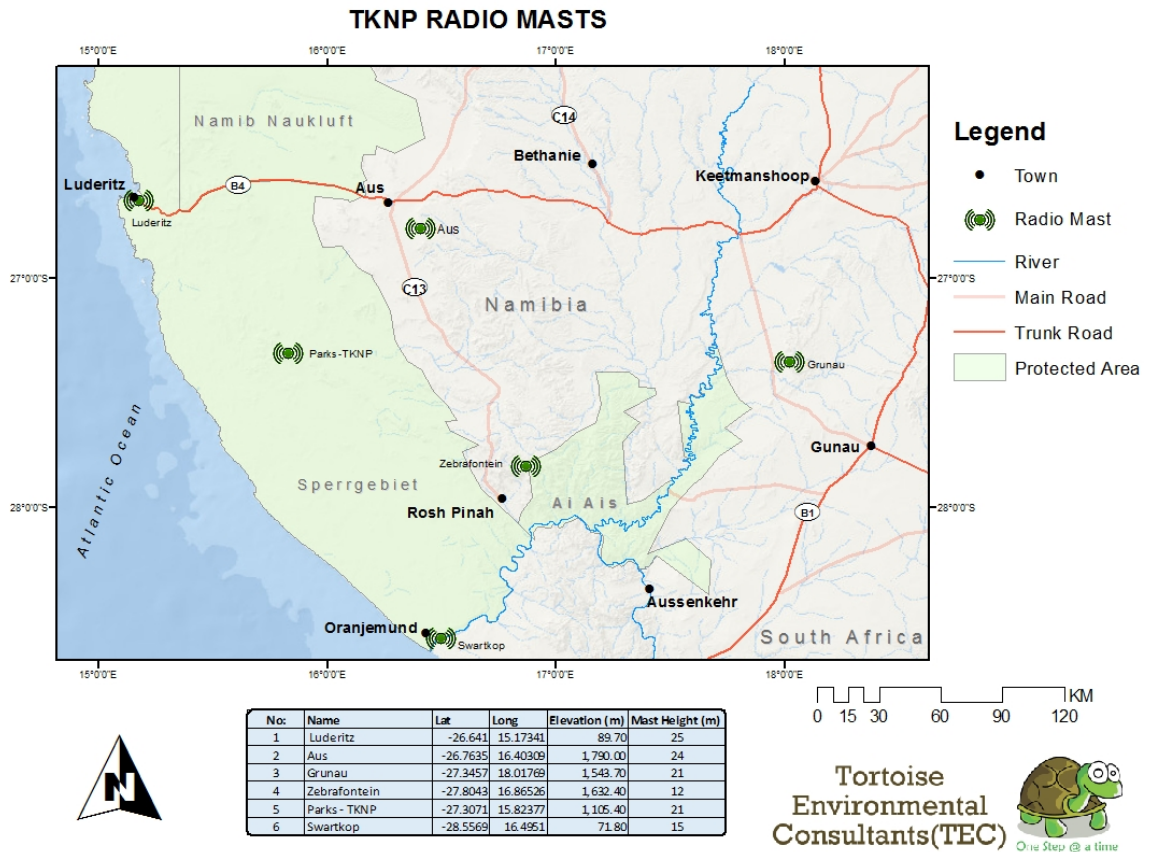 TKNP RADIO MASTS
15°0'0"E 16°0'0"E 17°0'0"E 18°0'0"E
Namib Naukluft
C14
Bethanie
Keetmanshoop
Luderitz
B4
Aus
Luderitz
Aus
27°0'0"S
27°0'0"S
C13
Namibia
Parks -TKNP
Grunau
Atlantic Ocean
Gunau
Zebrafontein
Sperrgebiet
Ai Ais
Rosh Pinah
28°0'0"S
28°0'0"S
B1
Aussenkehr
Oranjemund
Swartkop
South Africa
15°0'0"E 16°0'0"E 17°0'0"E 18°0'0"E
Legend
Town
Radio Mast
River
Main Road
Trunk Road
Protected Area
KM
0 15 30 60 90 120
No: Name Lat Long Elevation (m) Mast Height (m)
1 Luderitz -26.641 15.17341 89.70 25
2 Aus -26.7635 16.40309 1,790.00 24
3 Grunau -27.3457 18.01769 1,543.70 21
4 Zebrafontein -27.8043 16.86526 1,632.40 12
5 Parks - TKNP -27.3071 15.82377 1,105.40 21
6 Swartkop -28.5569 16.4951 71.80 15
N
Tortoise
Environmental
Consultants(TEC)
One Step @ a time